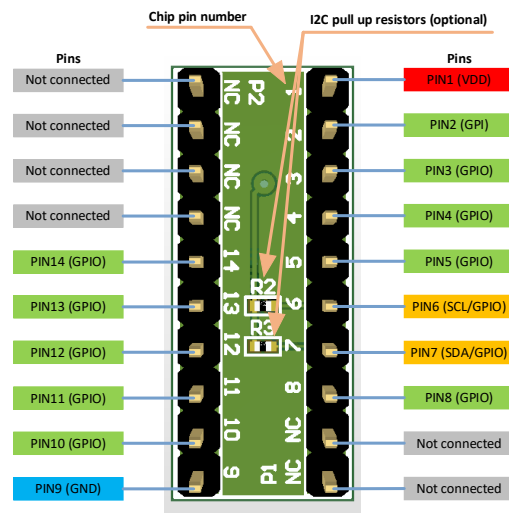 Chip pin number
I2C pull up resistors (optional)
Pins
Pins
Not connected
NC
P2
1
PIN1 (VDD)
Not connected
NC
2
PIN2 (GPI)
Not connected
NC
3
PIN3 (GPIO)
Not connected
NC
4
PIN4 (GPIO)
PIN14 (GPIO)
14
5
PIN5 (GPIO)
R2
PIN13 (GPIO)
13
6
PIN6 (SCL/GPIO)
R3
PIN12 (GPIO)
12
7
PIN7 (SDA/GPIO)
PIN11 (GPIO)
11
8
PIN8 (GPIO)
PIN10 (GPIO)
10
NC
Not connected
PIN9 (GND)
9
P1
NC
Not connected